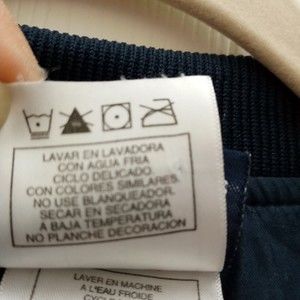 LAVAR EN LAVADORA
CON AGUA FRIA
CICLO DELICADO
CON COLORES SIMILARES.
NO USE BLANQUEADOR.
SECAR EN SECADORA
A BAJA TEMPERATURA
NO PLANCHE DECORACION
LAVER EN MACHINE
A L'EAU FROIDE